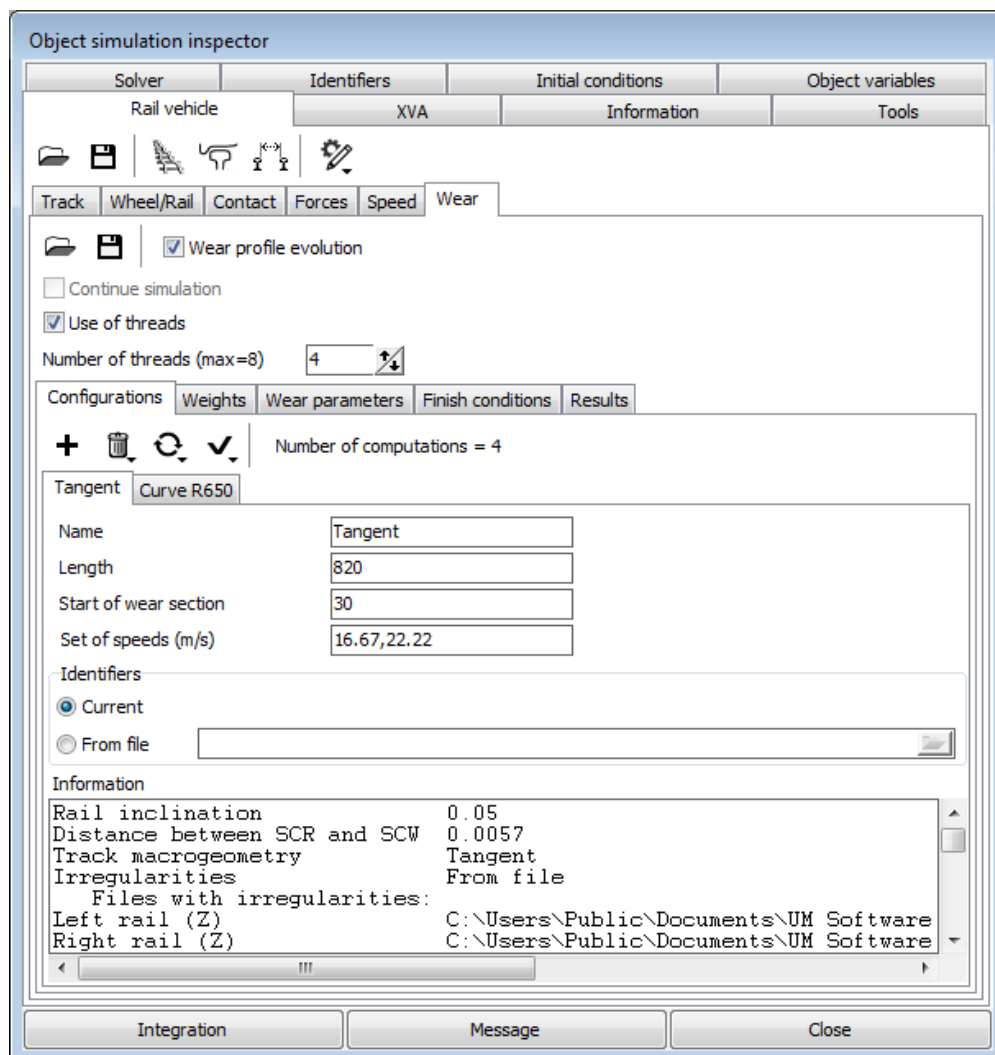 Object simulation inspector
Solver Identifiers Initial conditions Object variables
Rail vehicle XVA Information Tools
Track Wheel/Rail Contact Forces Speed Wear
Wear profile evolution
Continue simulation
Use of threads
Number of threads (max=8) 4
Configurations Weights Wear parameters Finish conditions Results
Number of computations = 4
Tangent Curve R650
Name Tangent
Length 820
Start of wear section 30
Set of speeds (m/s) 16.67,22.22
Identifiers
Current
From file
Information
Rail inclination 0.05
Distance between SCR and SCW 0.0057
Track macrogeometry Tangent
Irregularities From file
Files with irregularities:
Left rail (Z) C:\Users\Public\Documents\UM Software
Right rail (Z) C:\Users\Public\Documents\UM Software
Integration Message Close